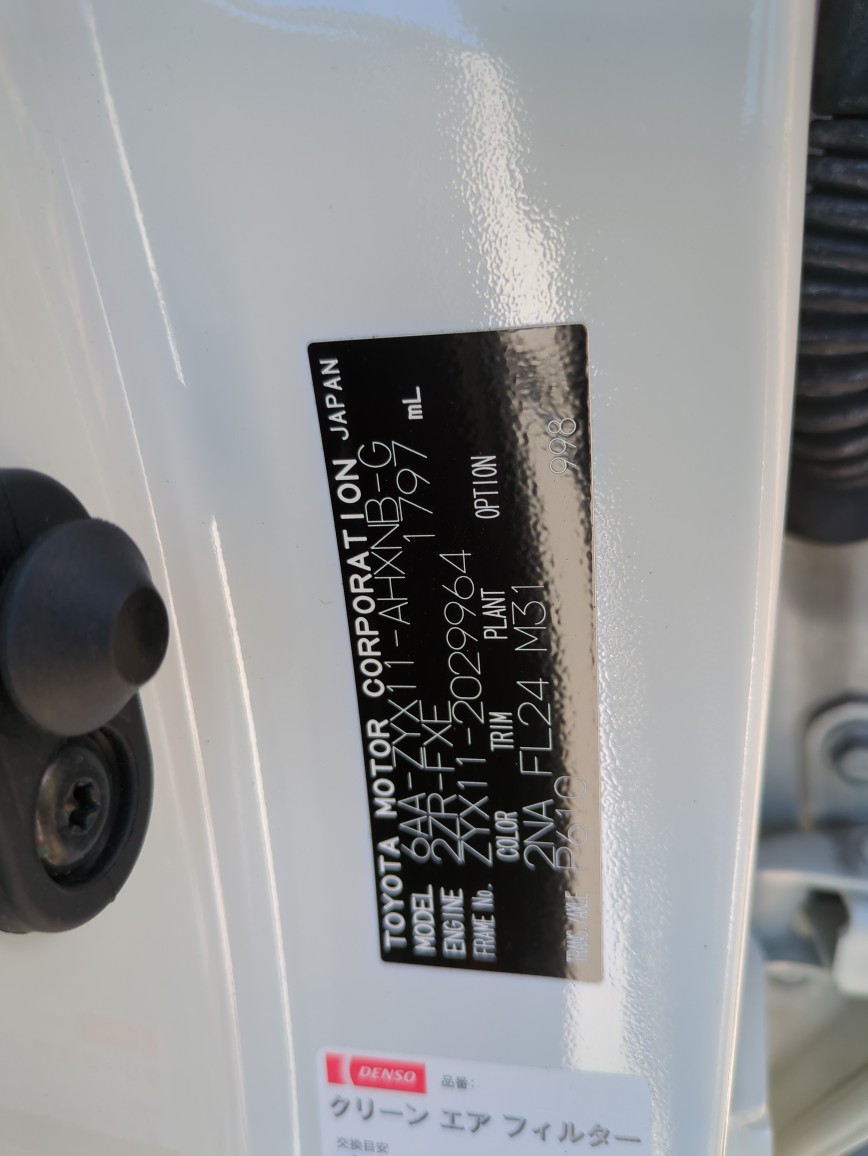 TOYOTA MOTOR CORPORATION JAPAN
MODEL 6AA-ZYX11-AHXNB-G
ENGINE 2ZR-FXE 1797 mL
FRAME No. ZYX11-2029964
COLOR TRIM PLANT OPTION
2NA FL24 M31
P610 998
DENSO 品番:
クリーン エア フィルター
交換目安